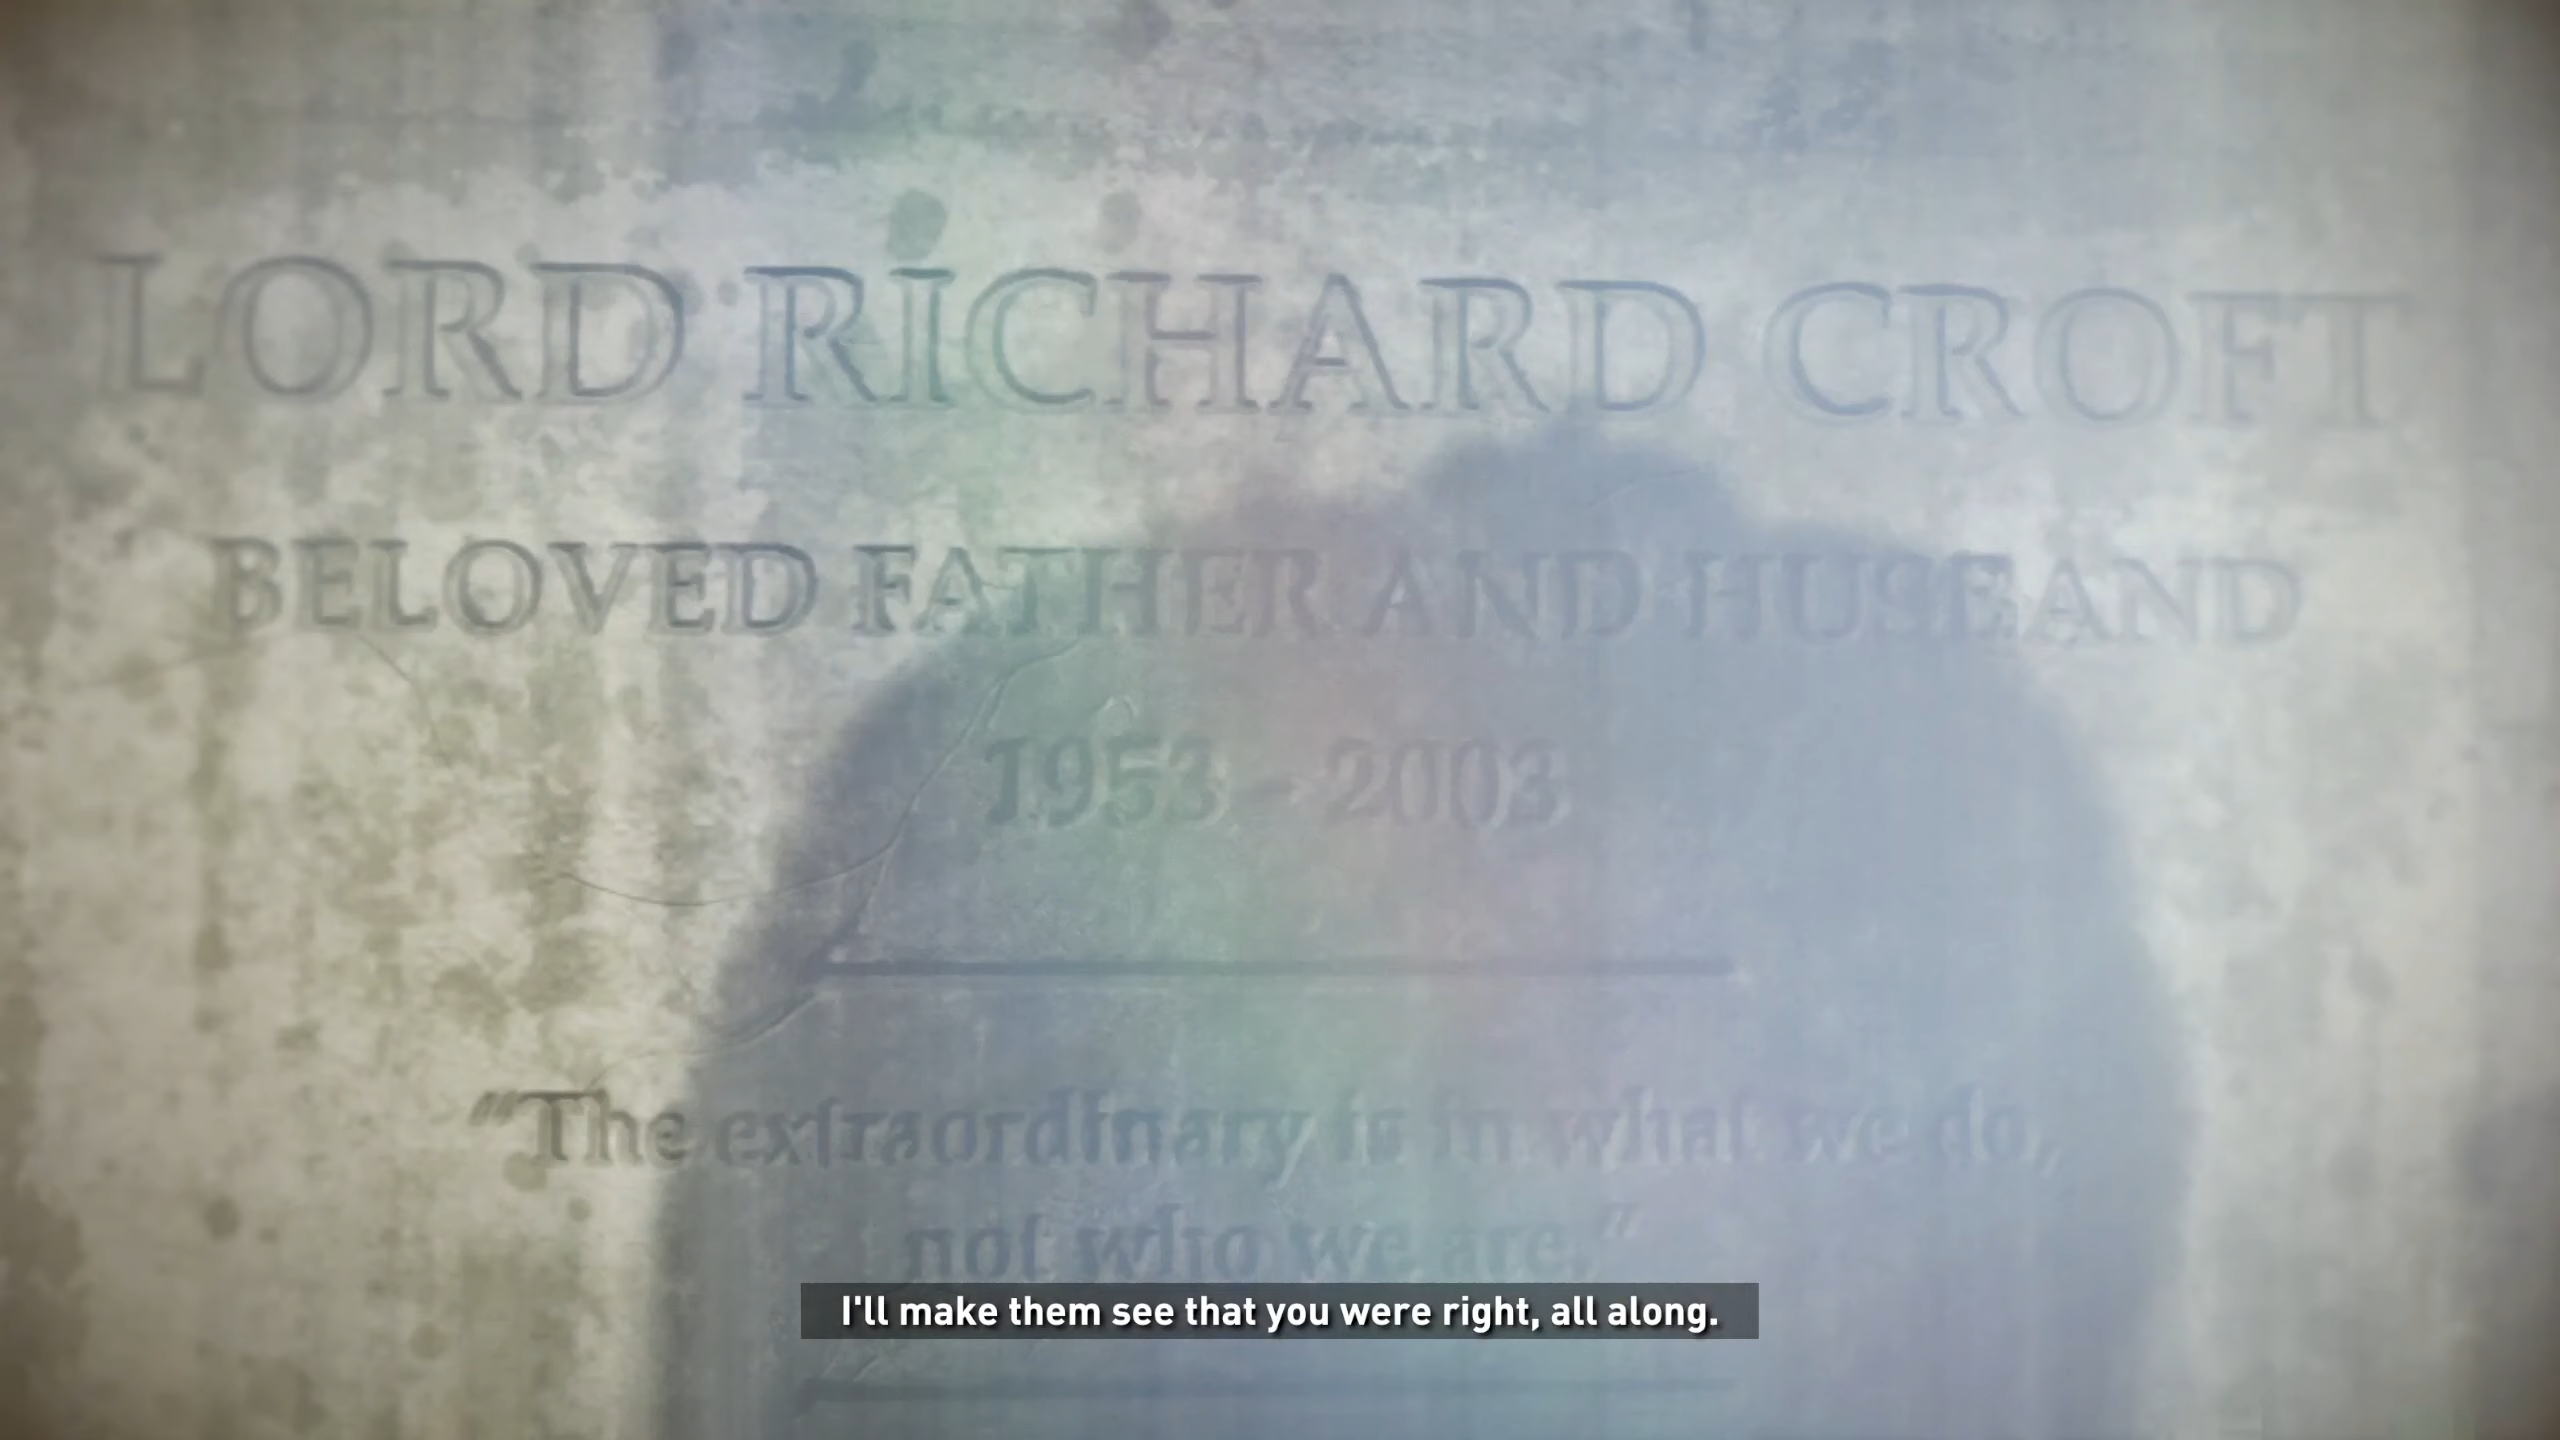 LORD RICHARD CROFT
BELOVED FATHER AND HUSBAND
1953 - 2003
"The extraordinary is in what we do,
not who we are."
I'll make them see that you were right, all along.